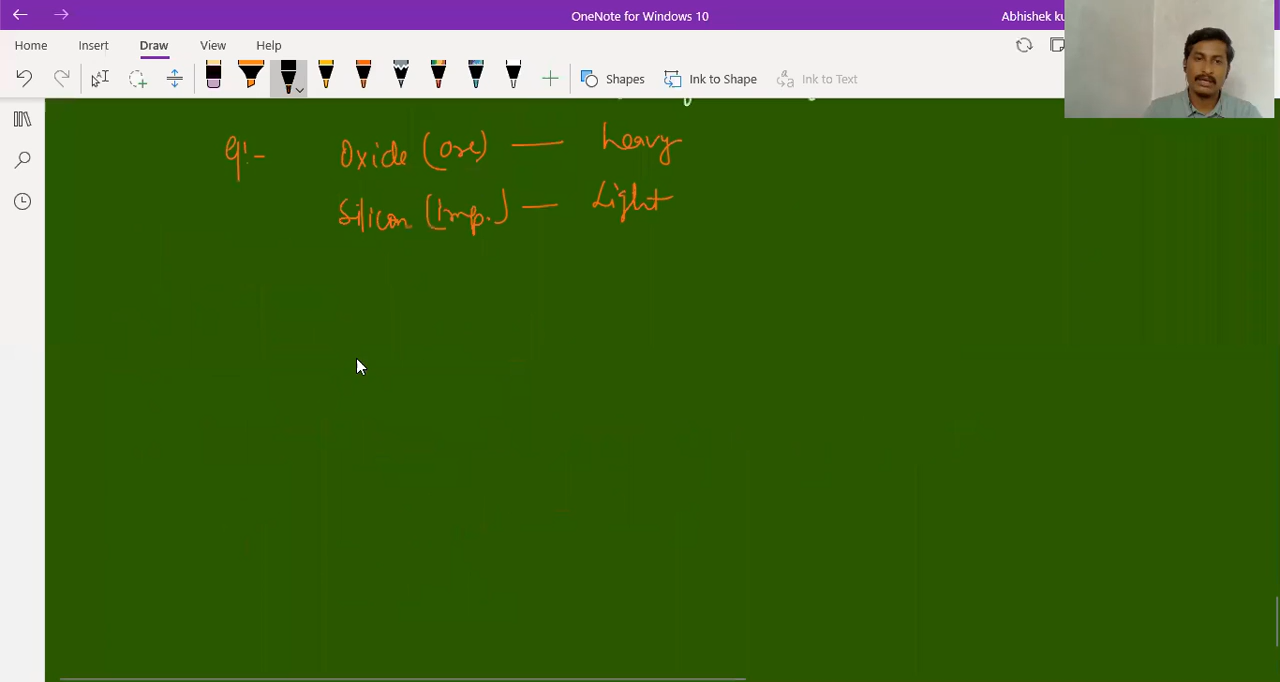 OneNote for Windows 10
Abhishek ku
Home Insert Draw View Help
Shapes Ink to Shape Ink to Text
Oxide (Ore) — heavy
Silicon (Imp.) — Light